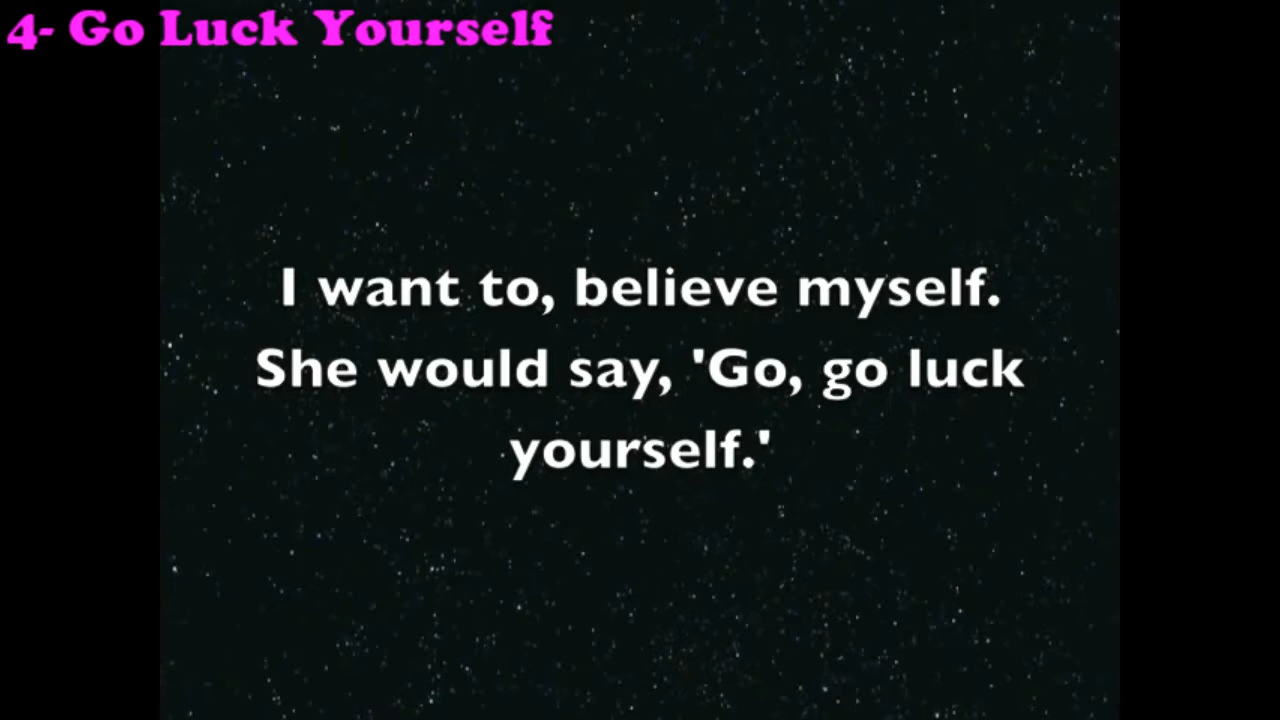 4- Go Luck Yourself
I want to, believe myself.
She would say, 'Go, go luck
yourself.'